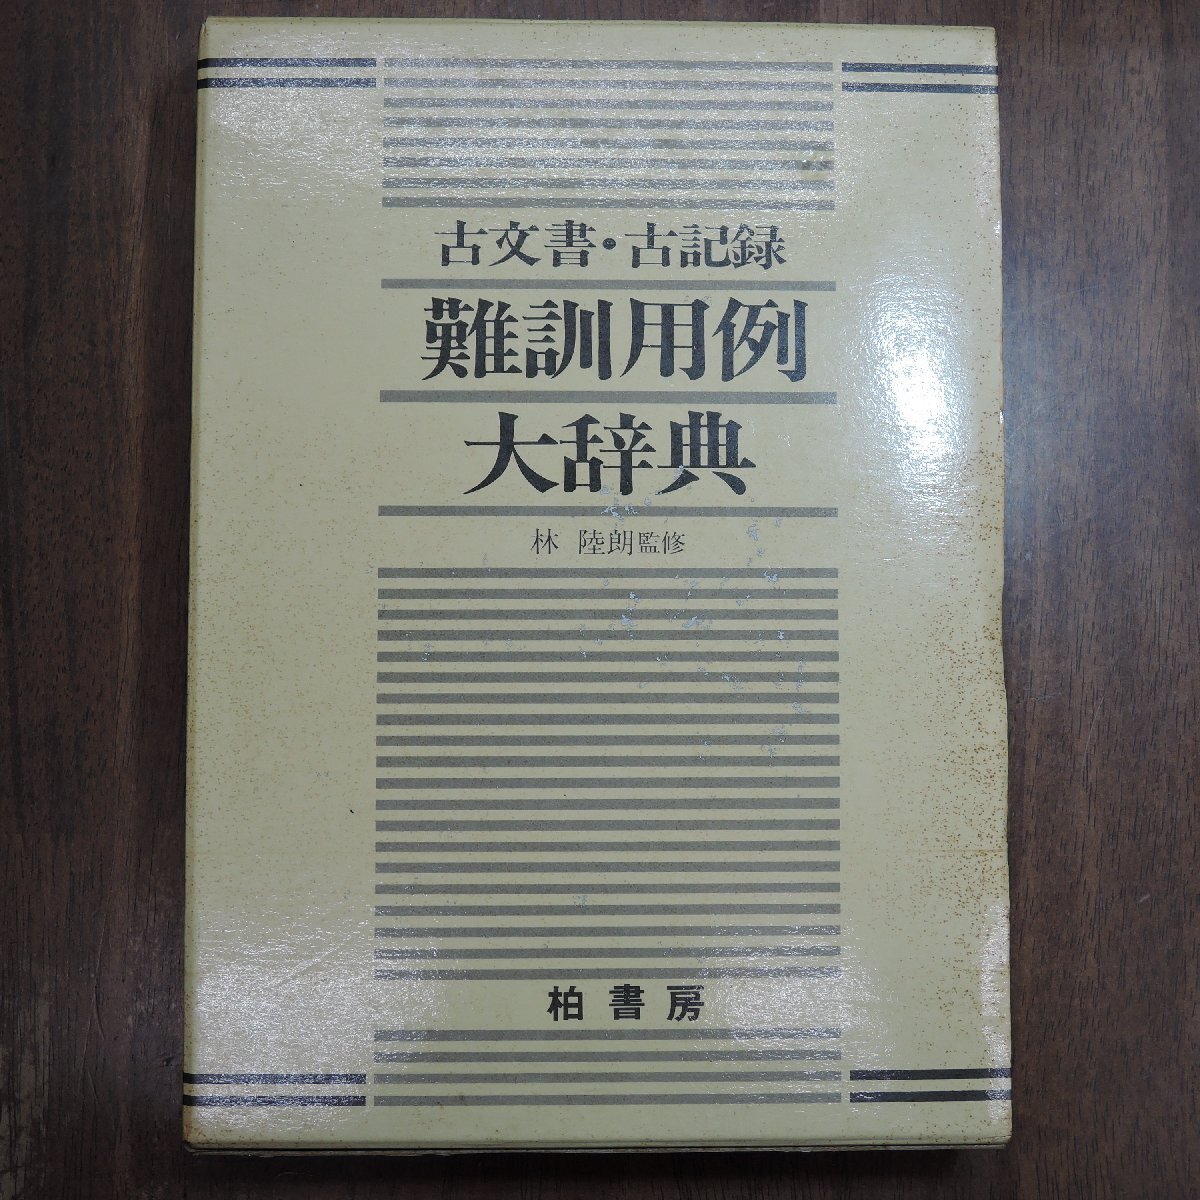 古文書・古記録
難訓用例
大辞典
林 陸朗監修
柏書房